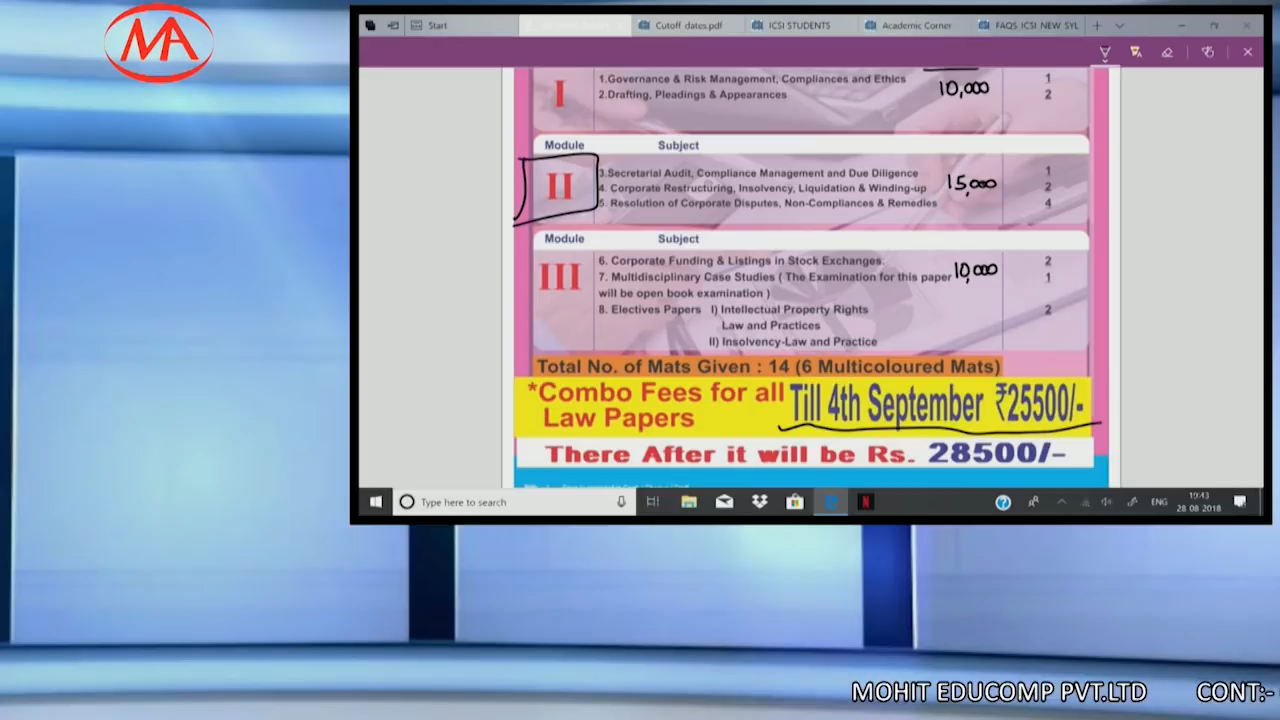 MA
Start
Cutoff dates.pdf
ICSI STUDENTS
Academic Corner
FAQS ICSI NEW SYL
I
1.Governance & Risk Management, Compliances and Ethics 1
2.Drafting, Pleadings & Appearances 10,000 2
Module Subject
II
3.Secretarial Audit, Compliance Management and Due Diligence 1
4. Corporate Restructuring, Insolvency, Liquidation & Winding-up 15,000 2
5. Resolution of Corporate Disputes, Non-Compliances & Remedies 4
Module Subject
III
6. Corporate Funding & Listings in Stock Exchanges. 2
7. Multidisciplinary Case Studies ( The Examination for this paper 10,000 1
will be open book examination )
8. Electives Papers I) Intellectual Property Rights 2
Law and Practices
II) Insolvency-Law and Practice
Total No. of Mats Given : 14 (6 Multicoloured Mats)
*Combo Fees for all
Law Papers
Till 4th September ₹25500/-
There After it will be Rs. 28500/-
Type here to search
ENG
19:43
28 08 2018
MOHIT EDUCOMP PVT.LTD CONT:-